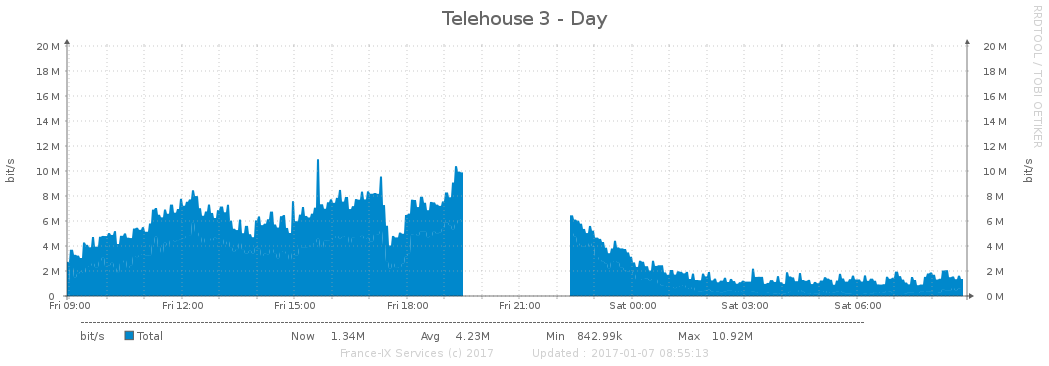 Telehouse 3 - Day
RRDTOOL / TOBI OETIKER
bit/s
20 M 20 M
18 M 18 M
16 M 16 M
14 M 14 M
12 M 12 M
10 M 10 M
8 M 8 M
6 M 6 M
4 M 4 M
2 M 2 M
0 0 M
bit/s
Fri 09:00 Fri 12:00 Fri 15:00 Fri 18:00 Fri 21:00 Sat 00:00 Sat 03:00 Sat 06:00
bit/s Total Now 1.34M Avg 4.23M Min 842.99k Max 10.92M
France-IX Services (c) 2017 Updated : 2017-01-07 08:55:13